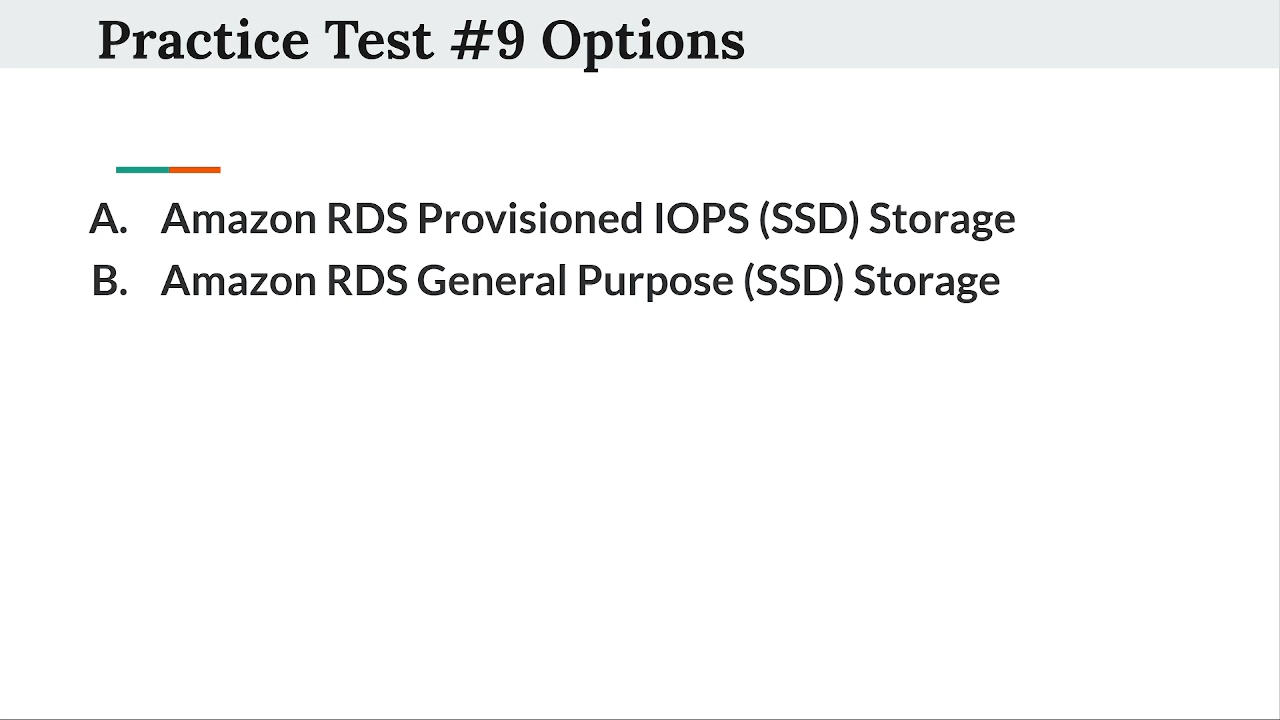 Practice Test #9 Options
A. Amazon RDS Provisioned IOPS (SSD) Storage
B. Amazon RDS General Purpose (SSD) Storage